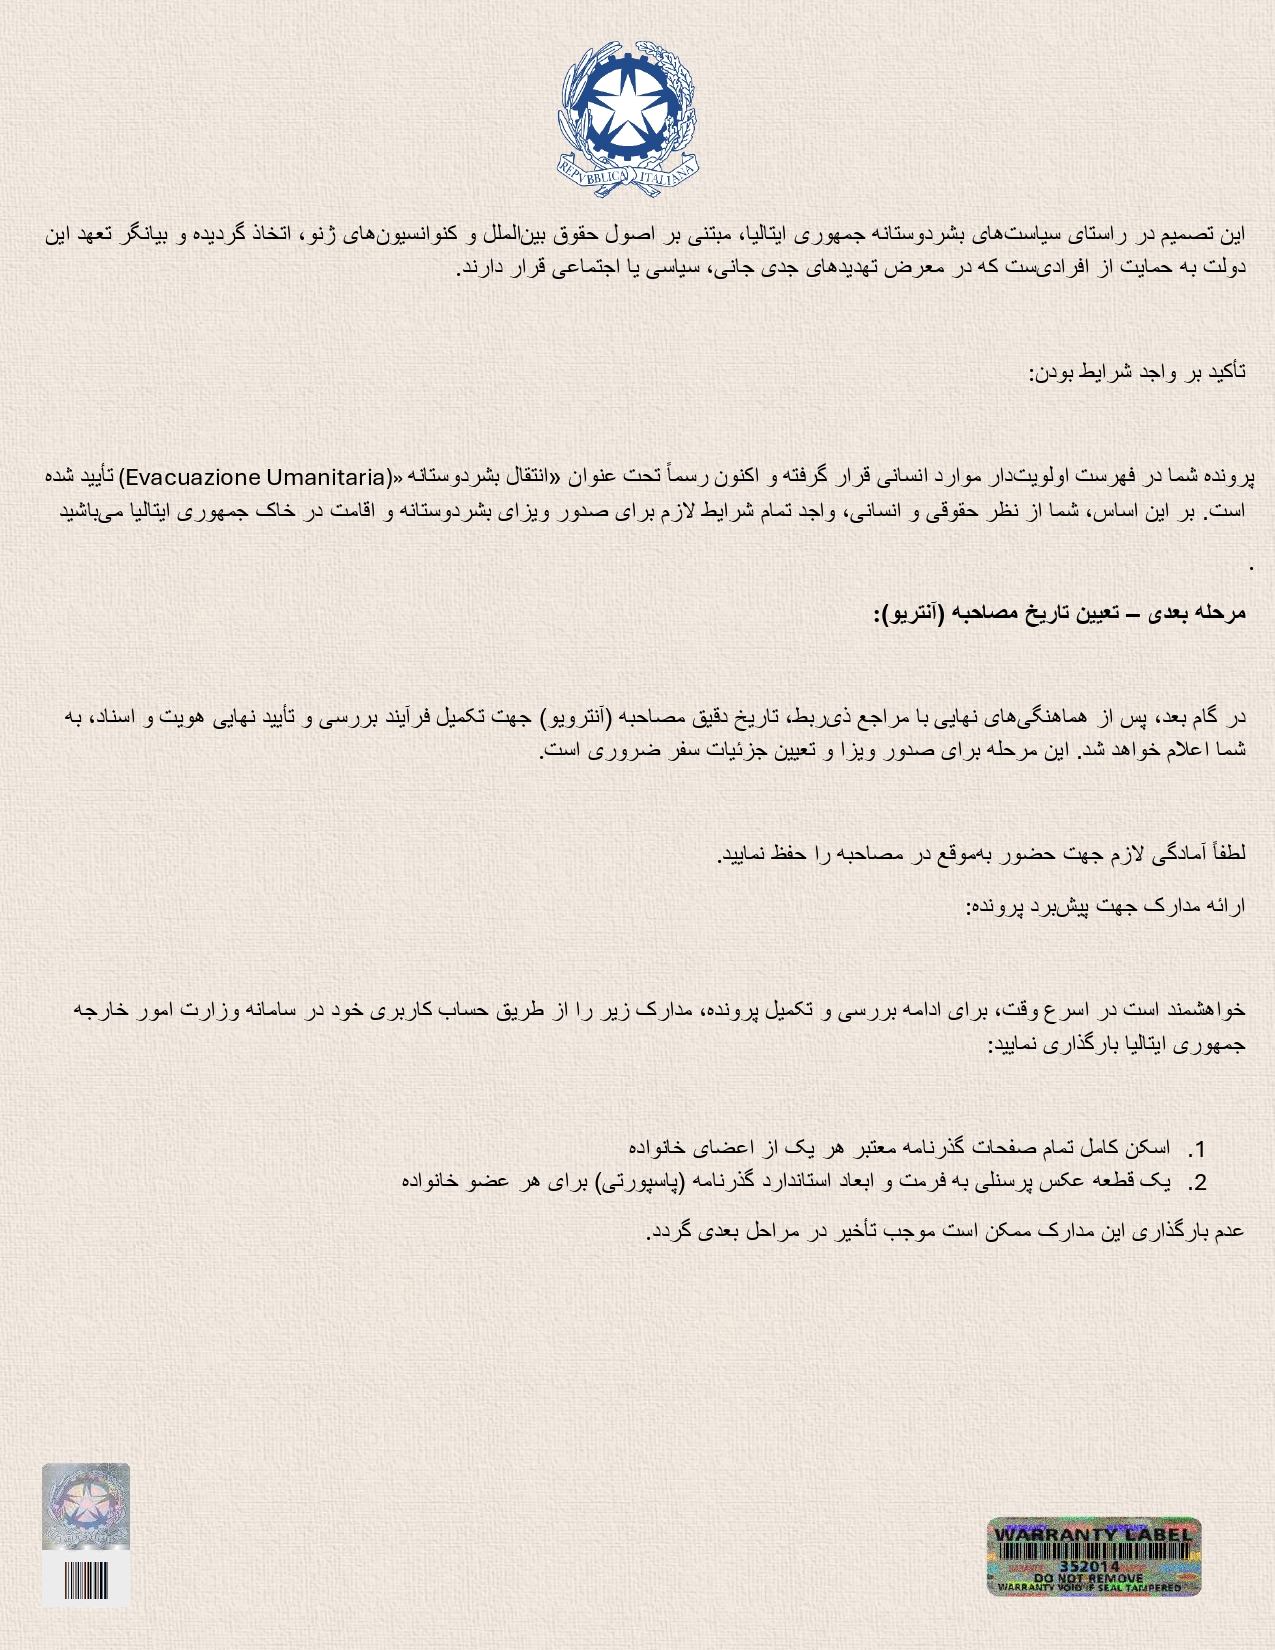 REPVBBLICA ITALIANA
این تصمیم در راستای سیاست‌های بشردوستانه جمهوری ایتالیا، مبتنی بر اصول حقوق بین‌الملل و کنوانسیون‌های ژنو، اتخاذ گردیده و بیانگر تعهد این
دولت به حمایت از افرادی‌ست که در معرض تهدیدهای جدی جانی، سیاسی یا اجتماعی قرار دارند.
تأکید بر واجد شرایط بودن:
پرونده شما در فهرست اولویت‌دار موارد انسانی قرار گرفته و اکنون رسماً تحت عنوان «انتقال بشردوستانه» (Evacuazione Umanitaria) تأیید شده
است. بر این اساس، شما از نظر حقوقی و انسانی، واجد تمام شرایط لازم برای صدور ویزای بشردوستانه و اقامت در خاک جمهوری ایتالیا می‌باشید
.
مرحله بعدی – تعیین تاریخ مصاحبه (آنتریو):
در گام بعد، پس از هماهنگی‌های نهایی با مراجع ذی‌ربط، تاریخ دقیق مصاحبه (آنترویو) جهت تکمیل فرآیند بررسی و تأیید نهایی هویت و اسناد، به
شما اعلام خواهد شد. این مرحله برای صدور ویزا و تعیین جزئیات سفر ضروری است.
لطفاً آمادگی لازم جهت حضور به‌موقع در مصاحبه را حفظ نمایید.
ارائه مدارک جهت پیش‌برد پرونده:
خواهشمند است در اسرع وقت، برای ادامه بررسی و تکمیل پرونده، مدارک زیر را از طریق حساب کاربری خود در سامانه وزارت امور خارجه
جمهوری ایتالیا بارگذاری نمایید:
1. اسکن کامل تمام صفحات گذرنامه معتبر هر یک از اعضای خانواده
2. یک قطعه عکس پرسنلی به فرمت و ابعاد استاندارد گذرنامه (پاسپورتی) برای هر عضو خانواده
عدم بارگذاری این مدارک ممکن است موجب تأخیر در مراحل بعدی گردد.
WARRANTY LABEL
352014
DO NOT REMOVE
WARRANTY VOID IF SEAL TAMPERED